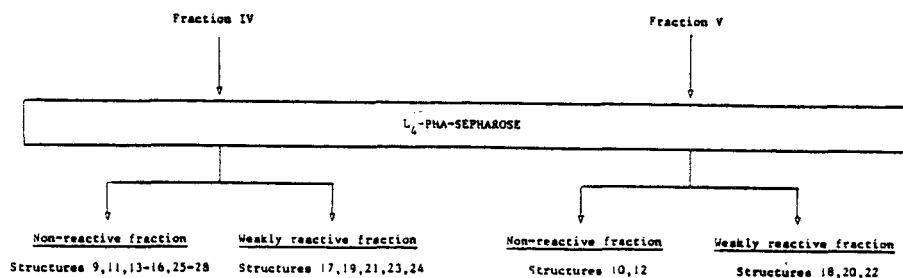 Fraction IV
Fraction V
L4-PHA-SEPHAROSE
Non-reactive fraction
Weakly reactive fraction
Non-reactive fraction
Weakly reactive fraction
Structures 9,11,13-16,25-28
Structures 17,19,21,23,24
Structures 10,12
Structures 18,20,22